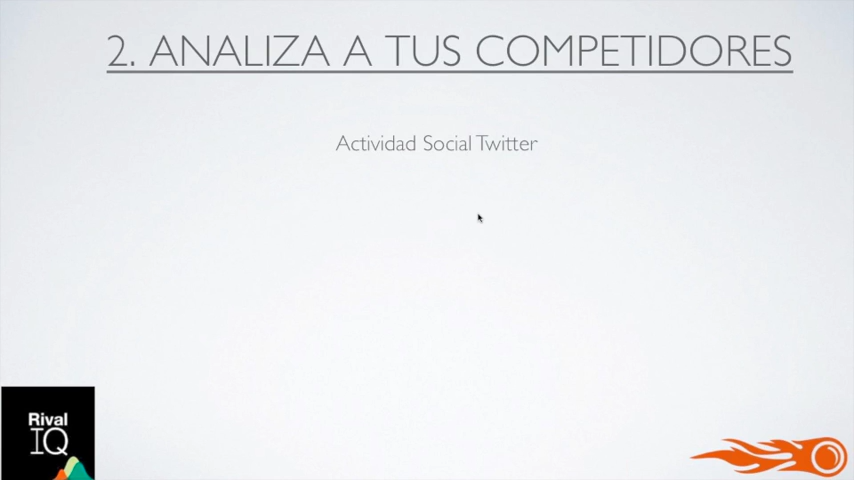 2. ANALIZA A TUS COMPETIDORES
Actividad Social Twitter
Rival
IQ